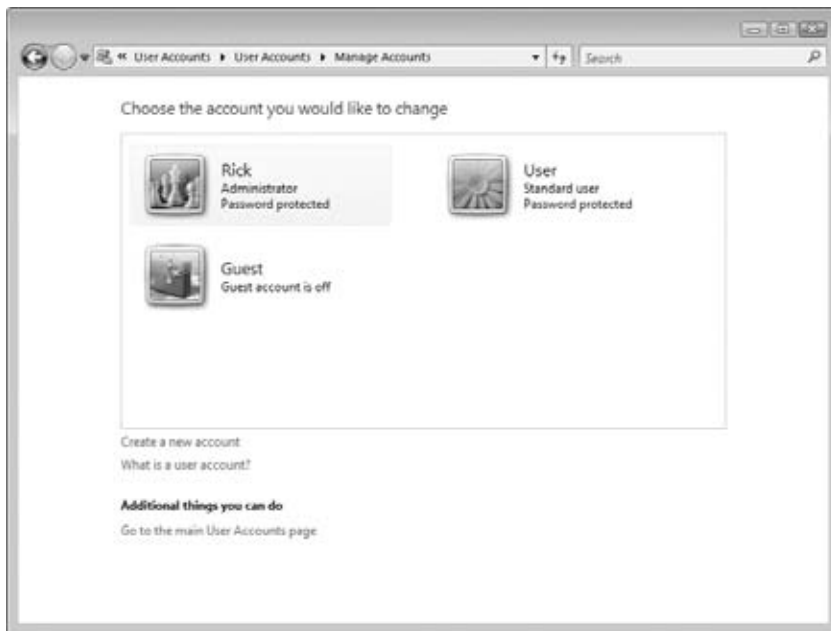 « User Accounts ▸ User Accounts ▸ Manage Accounts
Search
Choose the account you would like to change
Rick
Administrator
Password protected
User
Standard user
Password protected
Guest
Guest account is off
Create a new account
What is a user account?
Additional things you can do
Go to the main User Accounts page